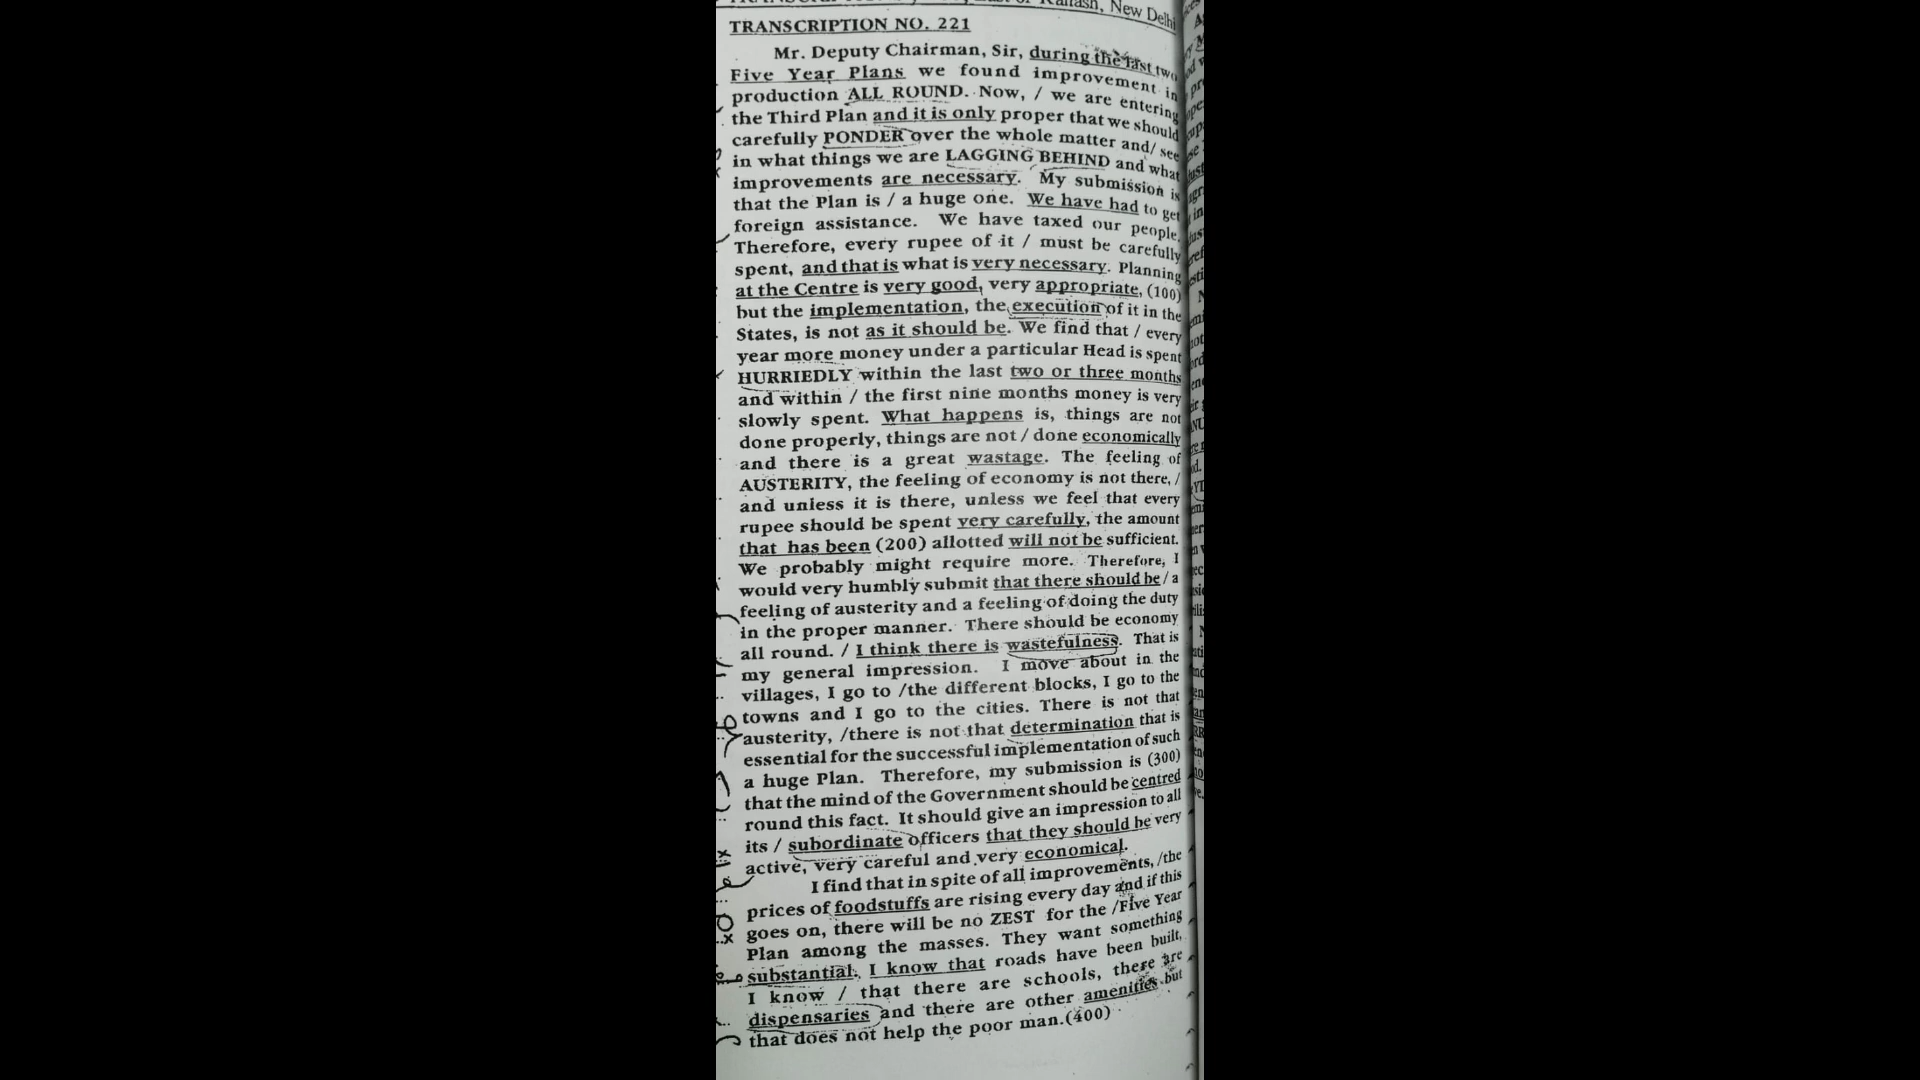 Kailash, New Delhi
TRANSCRIPTION NO. 221
Mr. Deputy Chairman, Sir, during the last two
Five Year Plans we found improvement in
production ALL ROUND. Now, / we are entering
the Third Plan and it is only proper that we should
carefully PONDER over the whole matter and/ see
in what things we are LAGGING BEHIND and what
improvements are necessary. My submission is
that the Plan is / a huge one. We have had to get
foreign assistance. We have taxed our people.
Therefore, every rupee of it / must be carefully
spent, and that is what is very necessary. Planning
at the Centre is very good, very appropriate, (100)
but the implementation, the execution of it in the
States, is not as it should be. We find that / every
year more money under a particular Head is spent
HURRIEDLY within the last two or three months
and within / the first nine months money is very
slowly spent. What happens is, things are not
done properly, things are not / done economically
and there is a great wastage. The feeling of
AUSTERITY, the feeling of economy is not there, /
and unless it is there, unless we feel that every
rupee should be spent very carefully, the amount
that has been (200) allotted will not be sufficient.
We probably might require more. Therefore, I
would very humbly submit that there should be / a
feeling of austerity and a feeling of doing the duty
in the proper manner. There should be economy
all round. / I think there is wastefulness. That is
my general impression. I move about in the
villages, I go to /the different blocks, I go to the
towns and I go to the cities. There is not that
austerity, /there is not that determination that is
essential for the successful implementation of such
a huge Plan. Therefore, my submission is (300)
that the mind of the Government should be centred
round this fact. It should give an impression to all
its / subordinate officers that they should be very
active, very careful and very economical.
I find that in spite of all improvements, /the
prices of foodstuffs are rising every day and if this
goes on, there will be no ZEST for the /Five Year
Plan among the masses. They want something
substantial. I know that roads have been built,
I know / that there are schools, there are
dispensaries and there are other amenities but
that does not help the poor man.(400)